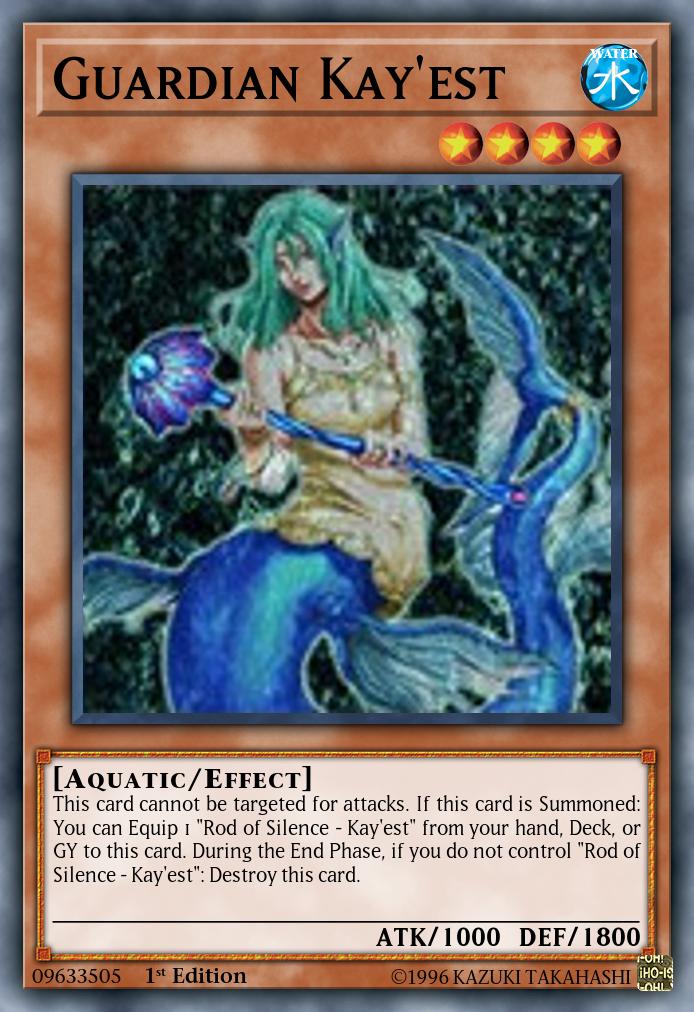 Guardian Kay'est
WATER
水
[Aquatic/Effect]
This card cannot be targeted for attacks. If this card is Summoned:
You can Equip 1 "Rod of Silence - Kay'est" from your hand, Deck, or
GY to this card. During the End Phase, if you do not control "Rod of
Silence - Kay'est": Destroy this card.
ATK/1000 DEF/1800
09633505 1st Edition ©1996 KAZUKI TAKAHASHI